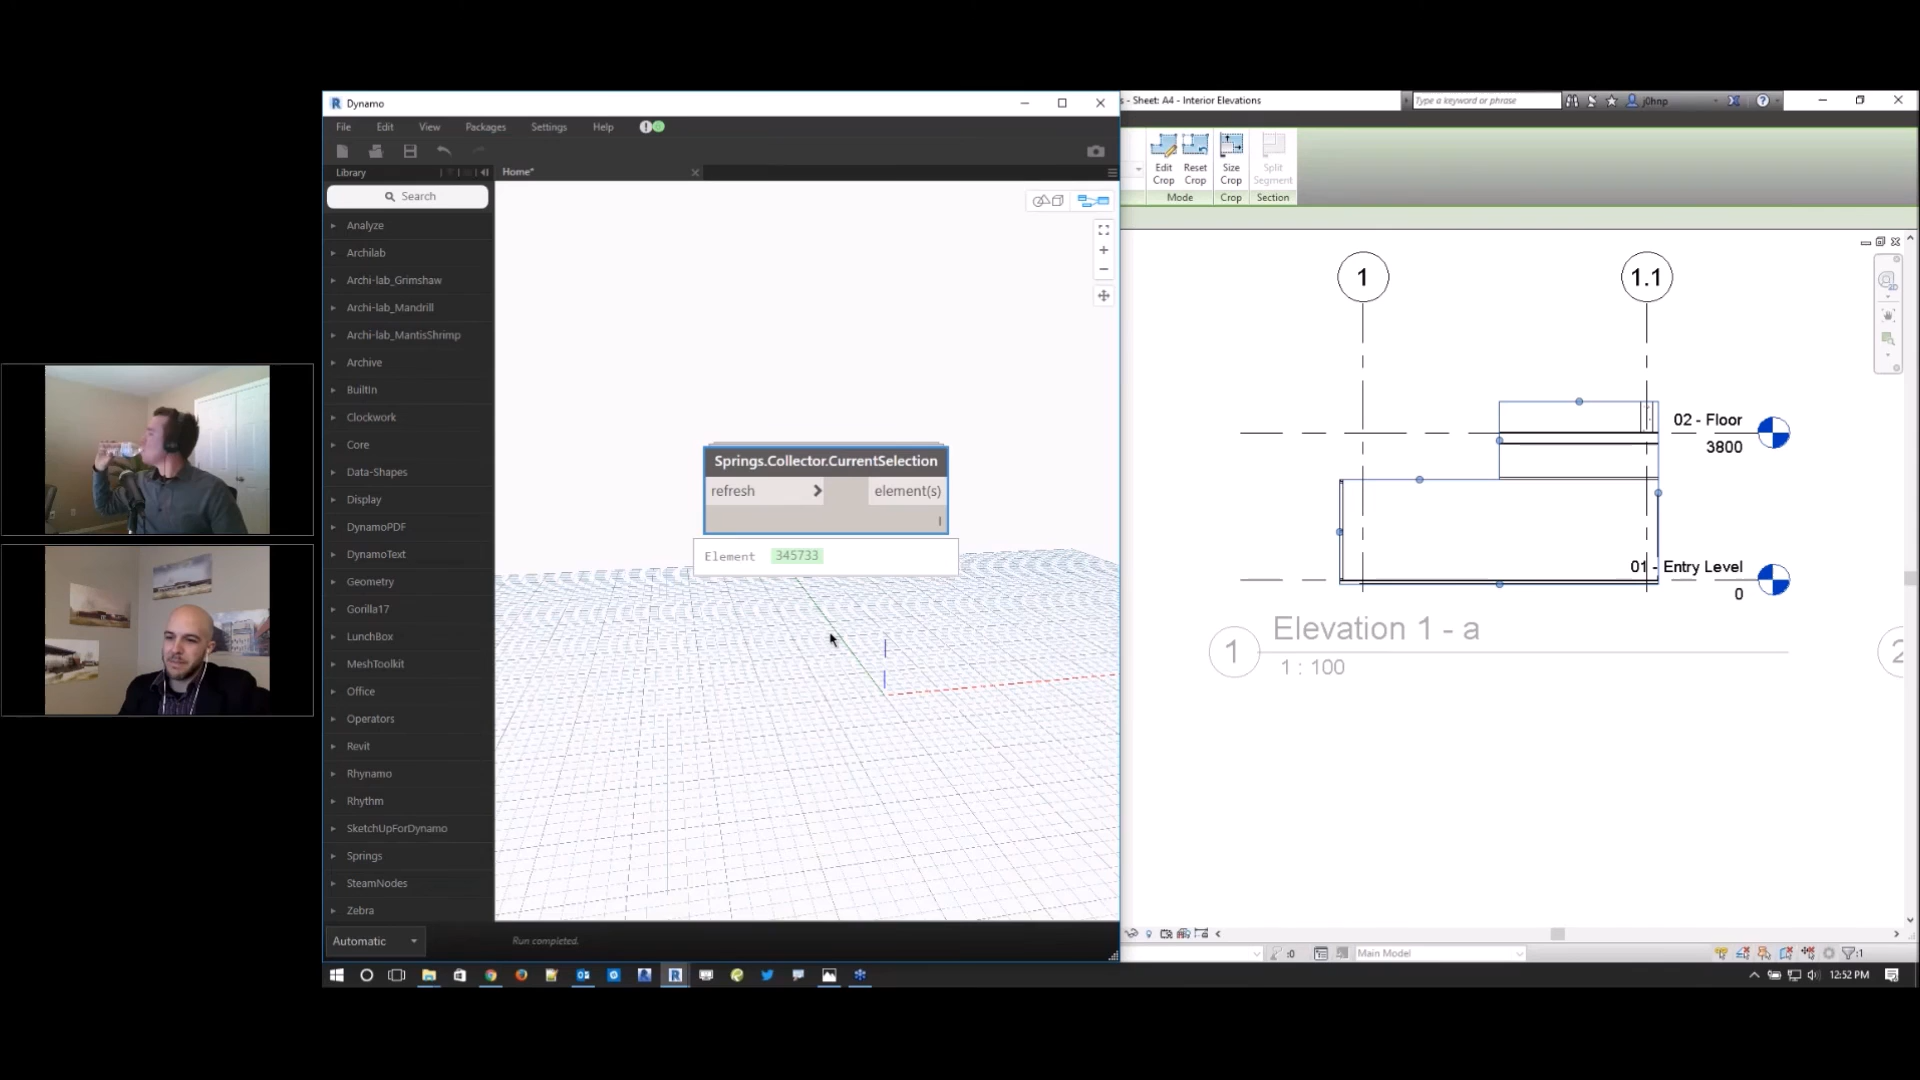 Dynamo
File Edit View Packages Settings Help
Library
Home*
Search
Analyze
Archilab
Archi-lab_Grimshaw
Archi-lab_Mandrill
Archi-lab_MantisShrimp
Archive
BuiltIn
Clockwork
Core
Data-Shapes
Display
DynamoPDF
DynamoText
Geometry
Gorilla17
LunchBox
MeshToolkit
Office
Operators
Revit
Rhynamo
Rhythm
SketchUpForDynamo
Springs
SteamNodes
Zebra
Automatic
Run completed.
Springs.Collector.CurrentSelection
refresh > element(s)
Element 345733
s - Sheet: A4 - Interior Elevations
Type a keyword or phrase
j0hnp
Edit Crop
Reset Crop
Size Crop
Split Segment
Mode Crop Section
1
1.1
02 - Floor
3800
01 - Entry Level
0
1
Elevation 1 - a
1 : 100
2
:0
Main Model
:1
12:52 PM